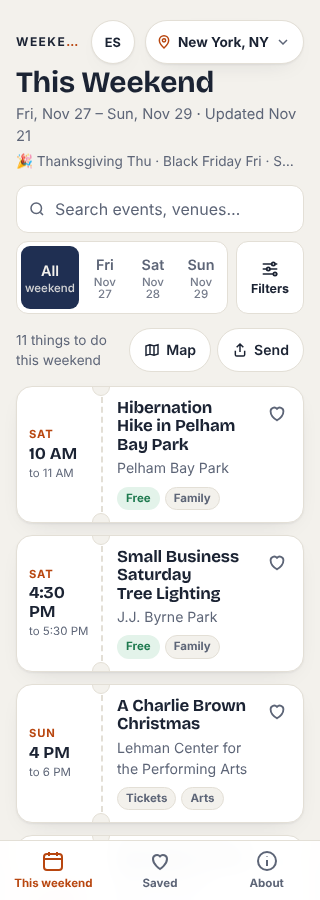 WEEKE...
ES
New York, NY
This Weekend
Fri, Nov 27 – Sun, Nov 29 · Updated Nov
21
🎉 Thanksgiving Thu · Black Friday Fri · S...
Search events, venues...
All
weekend
Fri
Nov
27
Sat
Nov
28
Sun
Nov
29
Filters
11 things to do
this weekend
Map
Send
SAT
10 AM
to 11 AM
Hibernation
Hike in Pelham
Bay Park
Pelham Bay Park
Free
Family
SAT
4:30
PM
to 5:30 PM
Small Business
Saturday
Tree Lighting
J.J. Byrne Park
Free
Family
SUN
4 PM
to 6 PM
A Charlie Brown
Christmas
Lehman Center for
the Performing Arts
Tickets
Arts
This weekend
Saved
About